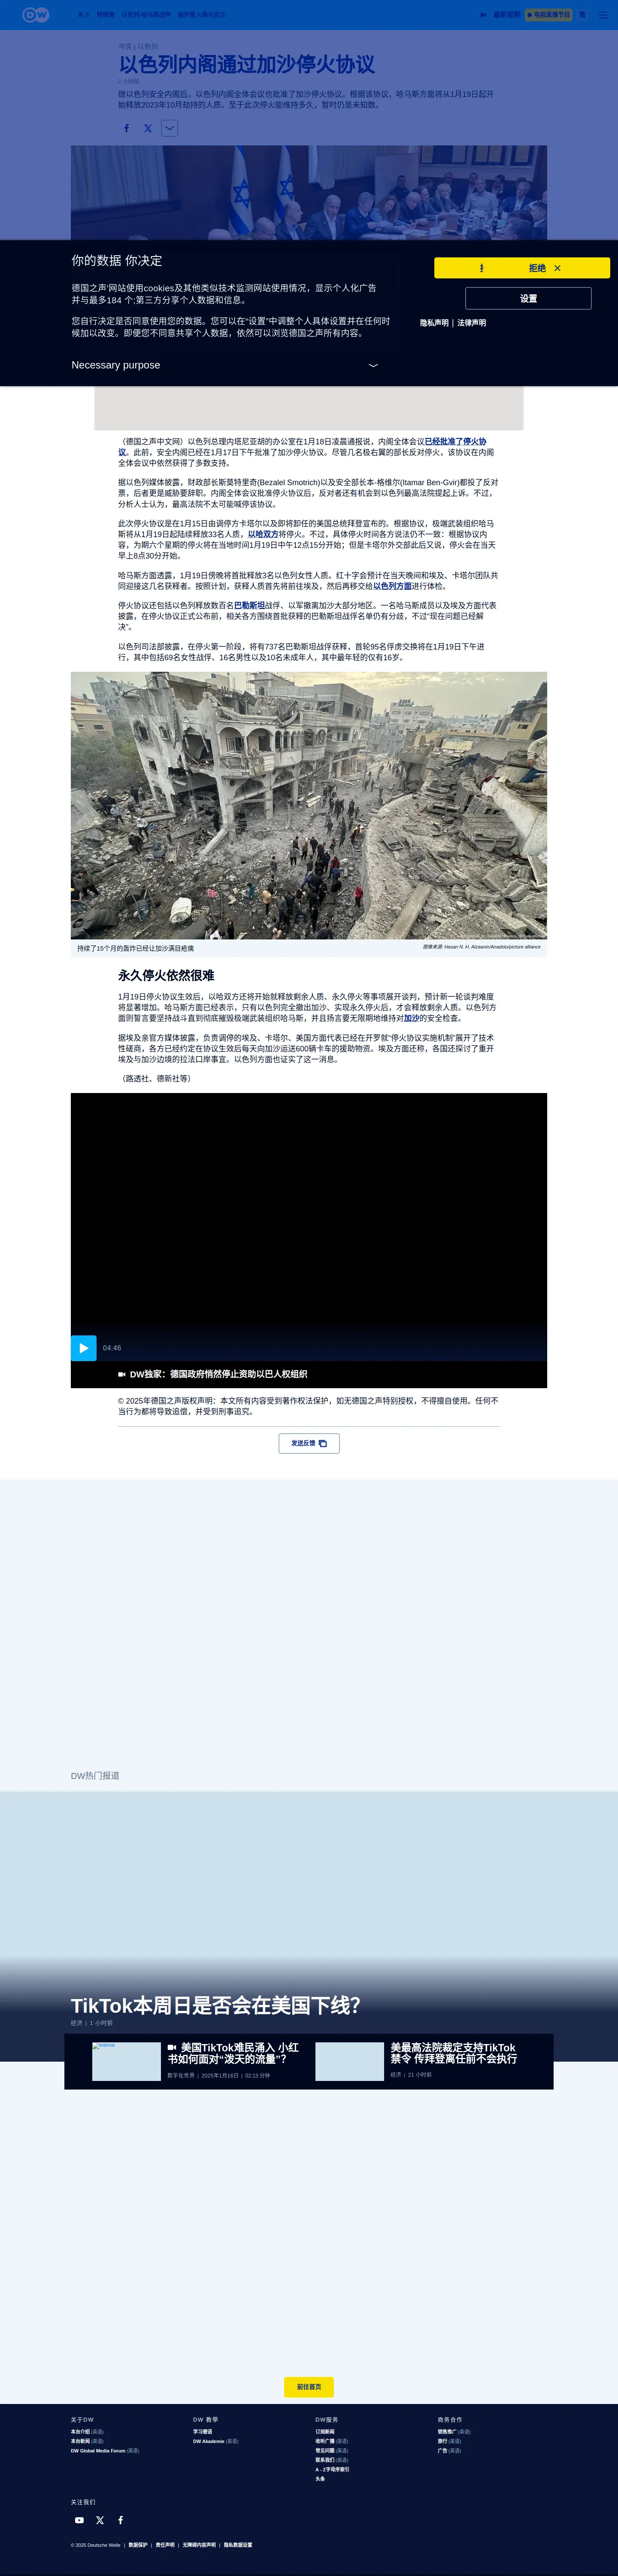 DW
特朗普 以色列-哈马斯战争 俄罗斯入侵乌克兰
最新视频
电视直播节目
冲突 | 以色列
以色列内阁通过加沙停火协议
继以色列安全内阁后，以色列内阁全体会议也批准了加沙停火协议。根据该协议，哈马斯方面将从1月19日起开
始释放2023年10月劫持的人质。至于此次停火能维持多久，暂时仍是未知数。
你的数据 你决定
德国之声'网站使用cookies及其他类似技术监测网站使用情况，显示个人化广告
并与最多184 个;第三方分享个人数据和信息。
您自行决定是否同意使用您的数据。您可以在“设置”中调整个人具体设置并在任何时
候加以改变。即便您不同意共享个人数据，依然可以浏览德国之声所有内容。
Necessary purpose
拒绝
设置
隐私声明 | 法律声明
（德国之声中文网）以色列总理内塔尼亚胡的办公室在1月18日凌晨通报说，内阁全体会议已经批准了停火协
议。此前，安全内阁已经在1月17日下午批准了加沙停火协议。尽管几名极右翼的部长反对停火，该协议在内阁
全体会议中依然获得了多数支持。
据以色列媒体披露，财政部长斯莫特里奇(Bezalel Smotrich)以及安全部长本-格维尔(Itamar Ben-Gvir)都投了反对
票，后者更是威胁要辞职。内阁全体会议批准停火协议后，反对者还有机会到以色列最高法院提起上诉。不过，
分析人士认为，最高法院不太可能喊停该协议。
此次停火协议是在1月15日由调停方卡塔尔以及即将卸任的美国总统拜登宣布的。根据协议，极端武装组织哈马
斯将从1月19日起陆续释放33名人质，以哈双方将停火。不过，具体停火时间各方说法仍不一致：根据协议内
容，为期六个星期的停火将在当地时间1月19日中午12点15分开始；但是卡塔尔外交部此后又说，停火会在当天
早上8点30分开始。
哈马斯方面透露，1月19日傍晚将首批释放3名以色列女性人质。红十字会预计在当天晚间和埃及、卡塔尔团队共
同迎接这几名获释者。按照计划，获释人质首先将前往埃及，然后再移交给以色列方面进行体检。
停火协议还包括以色列释放数百名巴勒斯坦战俘、以军撤离加沙大部分地区。一名哈马斯成员以及埃及方面代表
披露，在停火协议正式公布前，相关各方围绕首批获释的巴勒斯坦战俘名单仍有分歧，不过“现在问题已经解
决”。
以色列司法部披露，在停火第一阶段，将有737名巴勒斯坦战俘获释，首轮95名俘虏交换将在1月19日下午进
行，其中包括69名女性战俘、16名男性以及10名未成年人，其中最年轻的仅有16岁。
持续了15个月的轰炸已经让加沙满目疮痍
图像来源: Hasan N. H. Alzaanin/Anadolu/picture alliance
永久停火依然很难
1月19日停火协议生效后，以哈双方还将开始就释放剩余人质、永久停火等事项展开谈判，预计新一轮谈判难度
将显著增加。哈马斯方面已经表示，只有以色列完全撤出加沙、实现永久停火后，才会释放剩余人质。以色列方
面则誓言要坚持战斗直到彻底摧毁极端武装组织哈马斯，并且扬言要无限期地维持对加沙的安全检查。
据埃及亲官方媒体披露，负责调停的埃及、卡塔尔、美国方面代表已经在开罗就“停火协议实施机制”展开了技术
性磋商，各方已经约定在协议生效后每天向加沙运送600辆卡车的援助物资。埃及方面还称，各国还探讨了重开
埃及与加沙边境的拉法口岸事宜。以色列方面也证实了这一消息。
（路透社、德新社等）
04:46
DW独家：德国政府悄然停止资助以巴人权组织
© 2025年德国之声版权声明：本文所有内容受到著作权法保护，如无德国之声特别授权，不得擅自使用。任何不
当行为都将导致追偿，并受到刑事追究。
发送反馈
DW热门报道
TikTok本周日是否会在美国下线？
经济 | 1 小时前
美国TikTok难民涌入 小红
书如何面对“泼天的流量”？
数字化世界 | 2025年1月16日 | 02:13 分钟
美最高法院裁定支持TikTok
禁令 传拜登离任前不会执行
经济 | 21 小时前
前往首页
关于DW
本台介绍 (英语)
本台新闻 (英语)
DW Global Media Forum (英语)
DW 教學
学习德语
DW Akademie (英语)
DW服务
订阅新闻
收听广播 (英语)
常见问题 (英语)
联系我们 (英语)
A - Z字母序索引
头条
商务合作
销售推广 (英语)
旅行 (英语)
广告 (英语)
关注我们
© 2025 Deutsche Welle | 数据保护 | 责任声明 | 无障碍内容声明 | 隐私数据设置